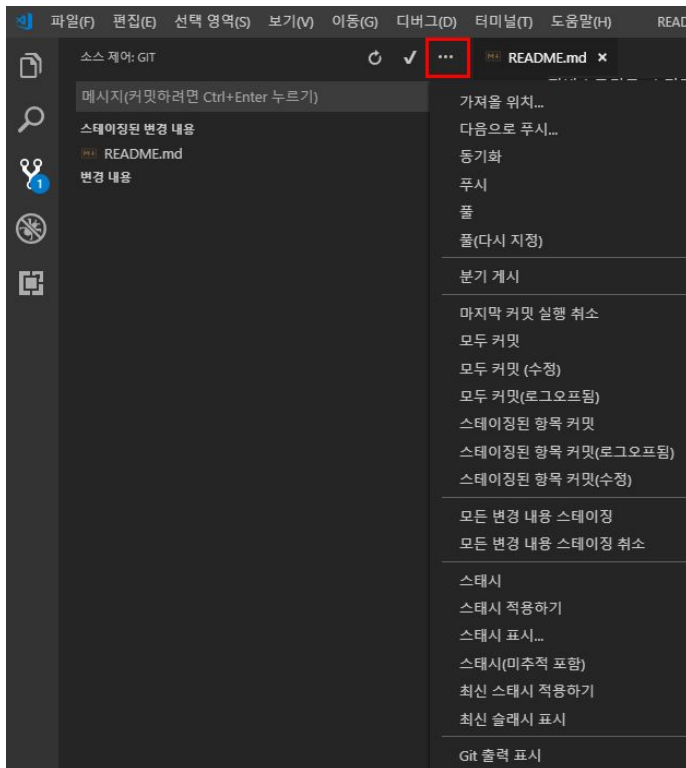 파일(F) 편집(E) 선택 영역(S) 보기(V) 이동(G) 디버그(D) 터미널(T) 도움말(H) READ
소스 제어: GIT
README.md
메시지(커밋하려면 Ctrl+Enter 누르기)
스테이징된 변경 내용
README.md
변경 내용
1
가져올 위치...
다음으로 푸시...
동기화
푸시
풀
풀(다시 지정)
분기 게시
마지막 커밋 실행 취소
모두 커밋
모두 커밋 (수정)
모두 커밋(로그오프됨)
스테이징된 항목 커밋
스테이징된 항목 커밋(로그오프됨)
스테이징된 항목 커밋(수정)
모든 변경 내용 스테이징
모든 변경 내용 스테이징 취소
스태시
스태시 적용하기
스태시 표시...
스태시(미추적 포함)
최신 스태시 적용하기
최신 슬래시 표시
Git 출력 표시